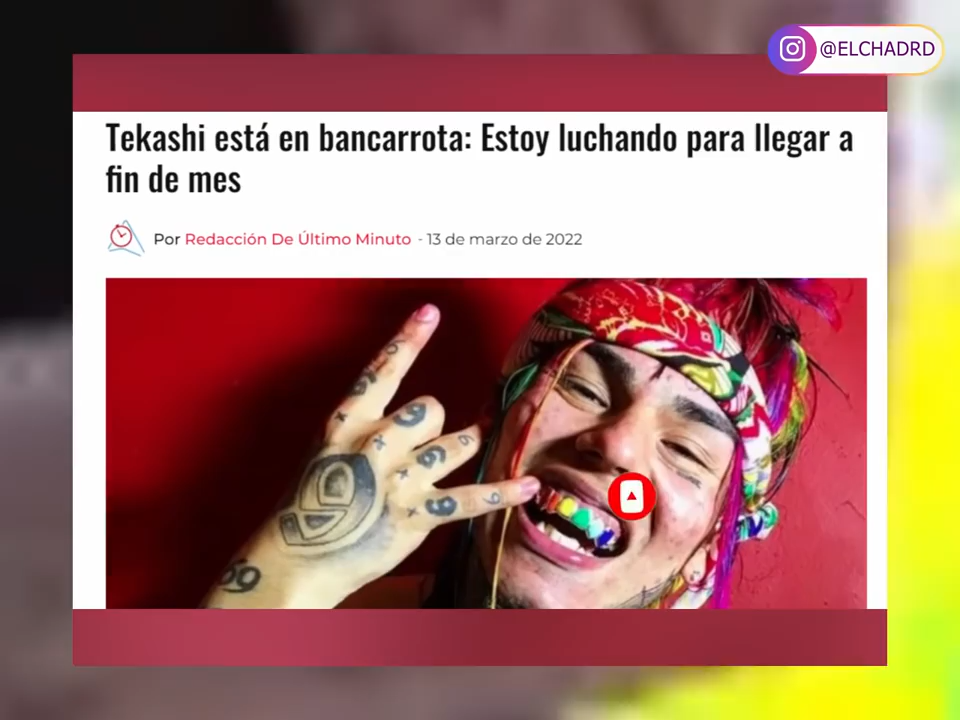 @ELCHADRD
Tekashi está en bancarrota: Estoy luchando para llegar a
fin de mes
Por Redacción De Último Minuto - 13 de marzo de 2022
69